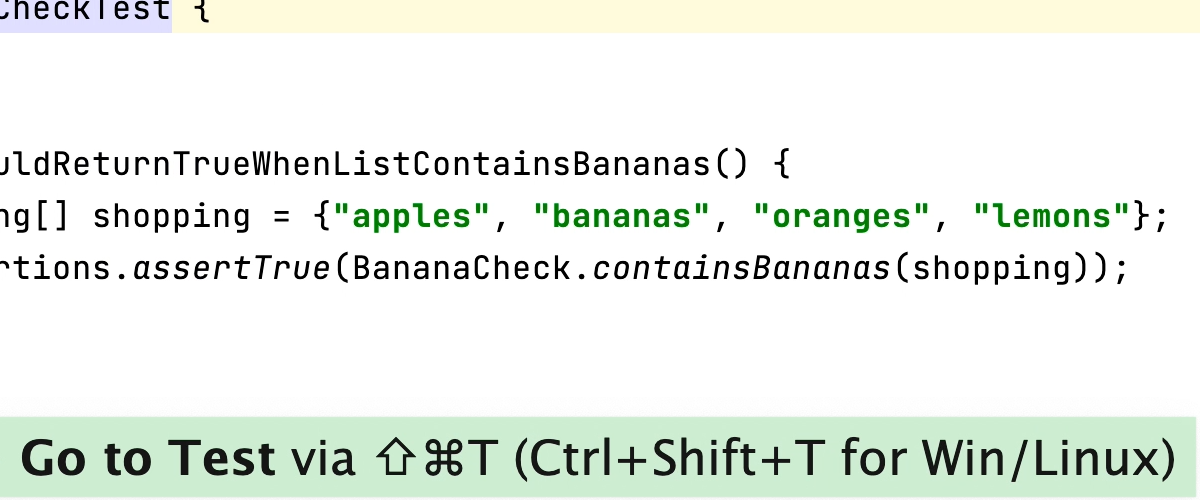 CheckTest {
uldReturnTrueWhenListContainsBananas() {
ng[] shopping = {"apples", "bananas", "oranges", "lemons"};
rtions.assertTrue(BananaCheck.containsBananas(shopping));
Go to Test via ⇧⌘T (Ctrl+Shift+T for Win/Linux)